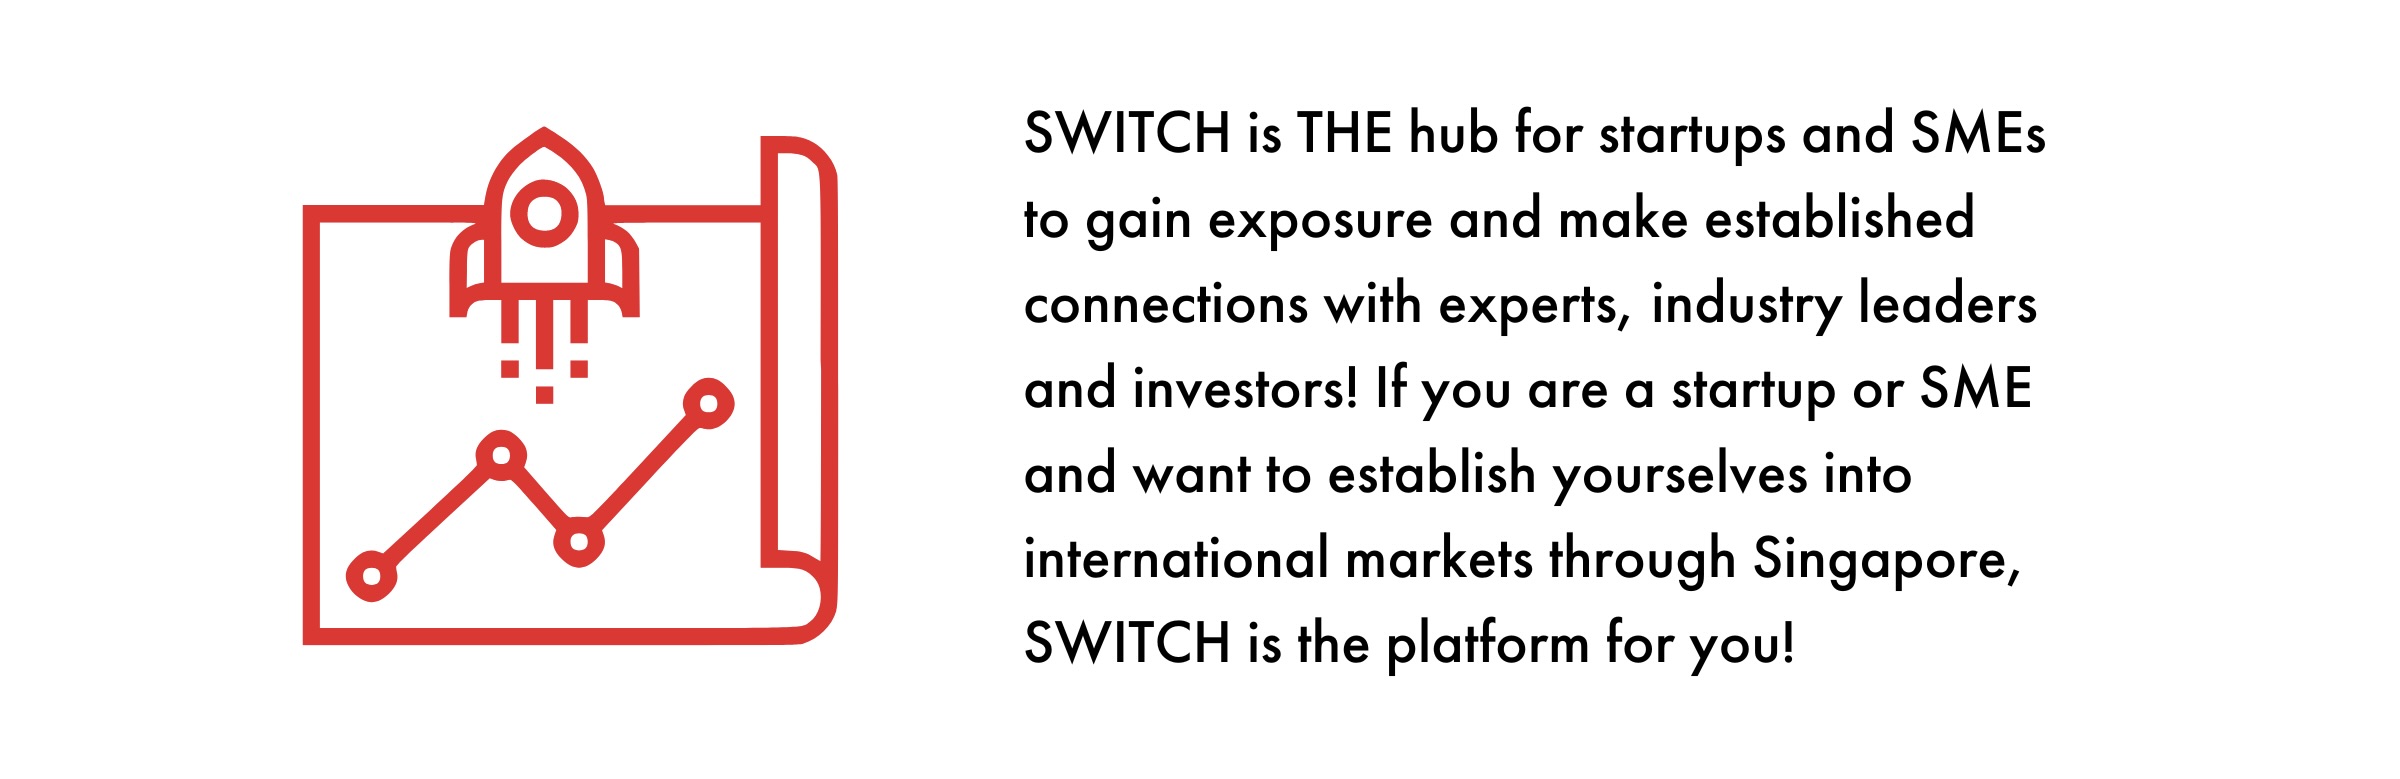 SWITCH is THE hub for startups and SMEs
to gain exposure and make established
connections with experts, industry leaders
and investors! If you are a startup or SME
and want to establish yourselves into
international markets through Singapore,
SWITCH is the platform for you!